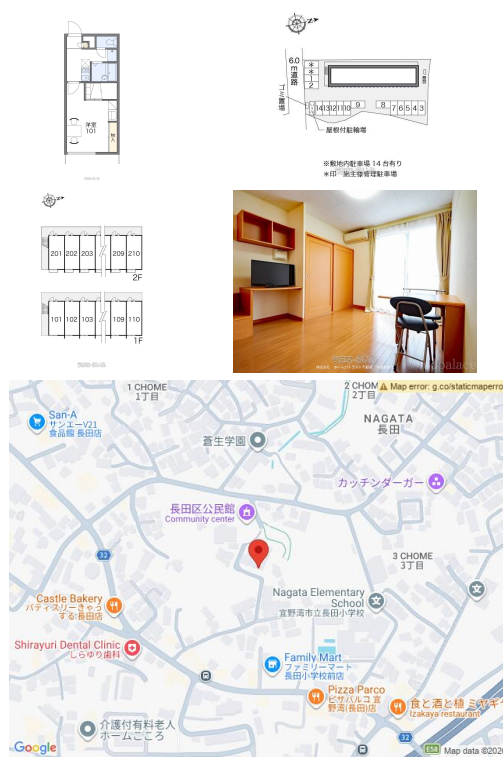 洋室
101
物入
6.0
m
道路
ゴミ置場
*
*
1
2
14 13 12 11 10 9 8 7 6 5 4 3
屋根付駐輪場
※敷地内駐車場 14 台有り
*印 施主様管理駐車場
201 202 203 209 210
2F
101 102 103 109 110
1F
1 CHOME
1丁目
2 CHOM
2丁目
Map error: g.co/staticmaperro
San-A
サンエーV21
食品館 長田店
NAGATA
長田
蒼生学園
カッチンダーガー
長田区公民館
Community center
32
3 CHOME
3丁目
Nagata Elementary
School
宜野湾市立長田小学校
Castle Bakery
パティスリーきゃっ
する 長田店
Shirayuri Dental Clinic
しらゆり歯科
Family Mart
ファミリーマート
長田小学校前店
Pizza Parco
ピザパルコ 宜
野湾(長田)店
食と酒と植 ミヤギ
Izakaya restaurant
介護付有料老人
ホームこころ
32
E58
Google
Map data ©202